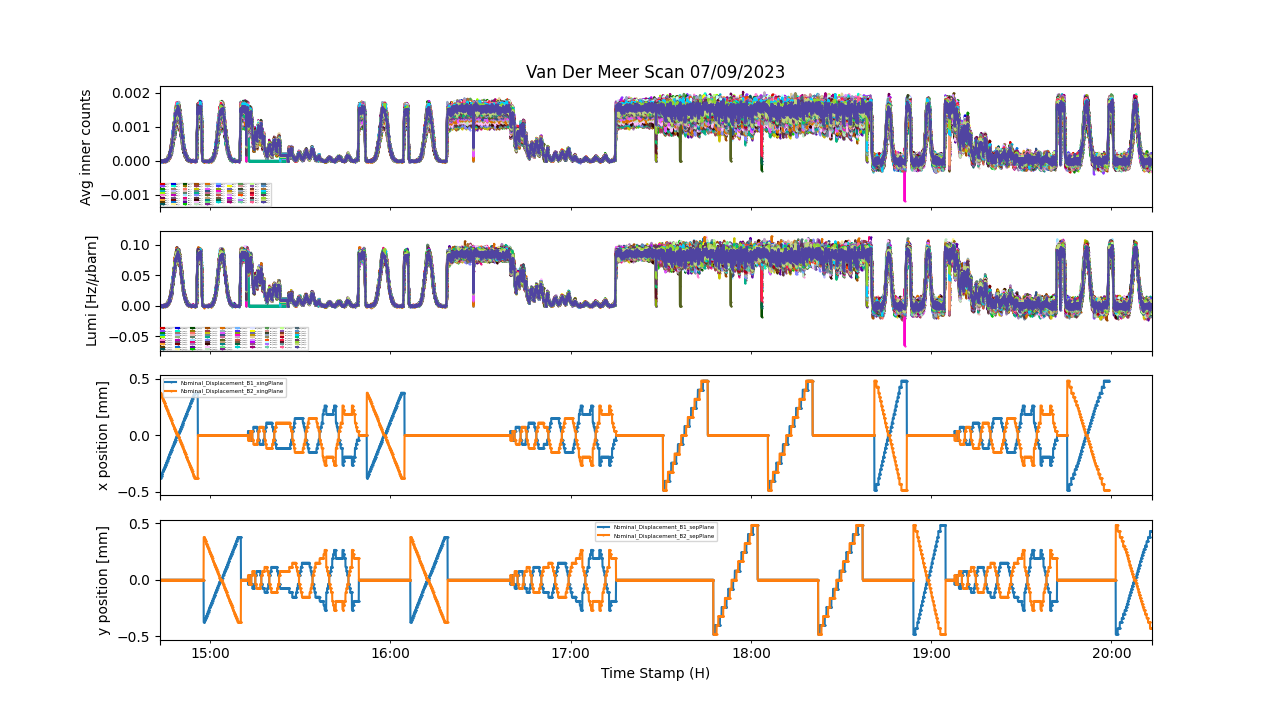 Van Der Meer Scan 07/09/2023
Avg inner counts
0.002
0.001
0.000
−0.001
Lumi [Hz/μbarn]
0.10
0.05
0.00
−0.05
x position [mm]
0.5
0.0
−0.5
Nominal_Displacement_B1_xingPlane
Nominal_Displacement_B2_xingPlane
y position [mm]
0.5
0.0
−0.5
Nominal_Displacement_B1_sepPlane
Nominal_Displacement_B2_sepPlane
15:00 16:00 17:00 18:00 19:00 20:00
Time Stamp (H)